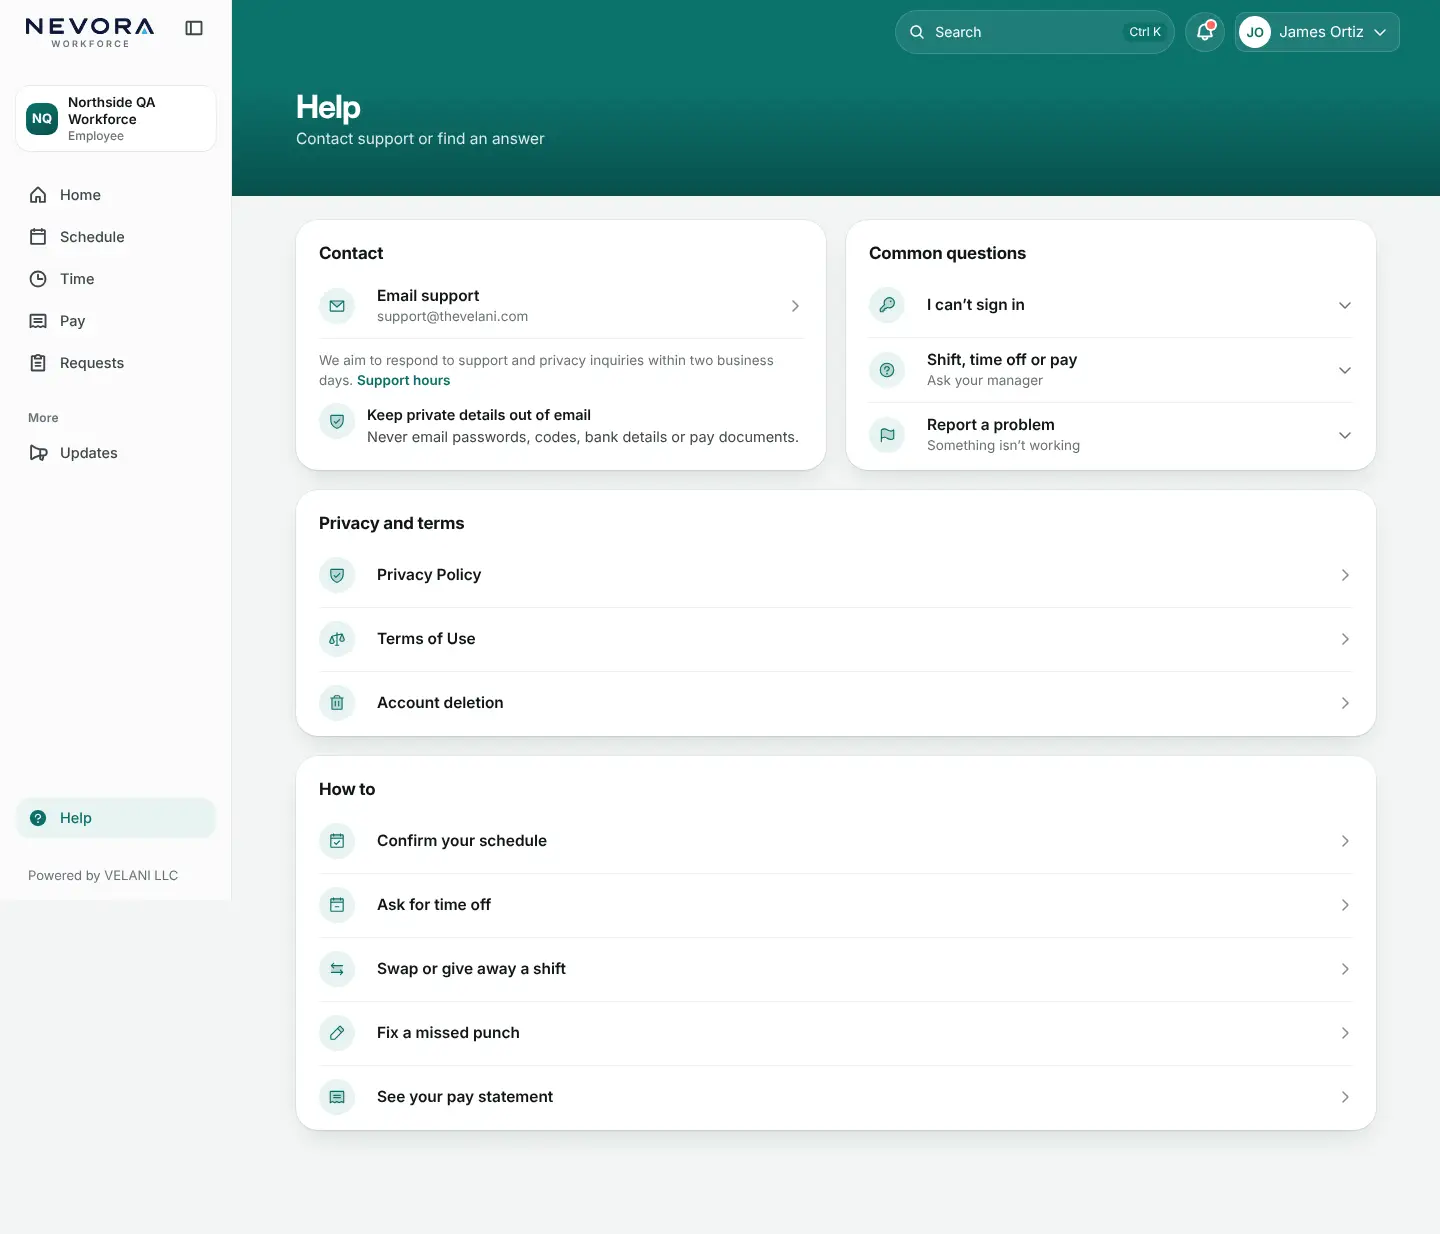 NEVORA
WORKFORCE
NQ
Northside QA
Workforce
Employee
Home
Schedule
Time
Pay
Requests
More
Updates
Help
Powered by VELANI LLC
Search
Ctrl K
JO
James Ortiz
Help
Contact support or find an answer
Contact
Email support
support@thevelani.com
We aim to respond to support and privacy inquiries within two business
days. Support hours
Keep private details out of email
Never email passwords, codes, bank details or pay documents.
Common questions
I can’t sign in
Shift, time off or pay
Ask your manager
Report a problem
Something isn’t working
Privacy and terms
Privacy Policy
Terms of Use
Account deletion
How to
Confirm your schedule
Ask for time off
Swap or give away a shift
Fix a missed punch
See your pay statement